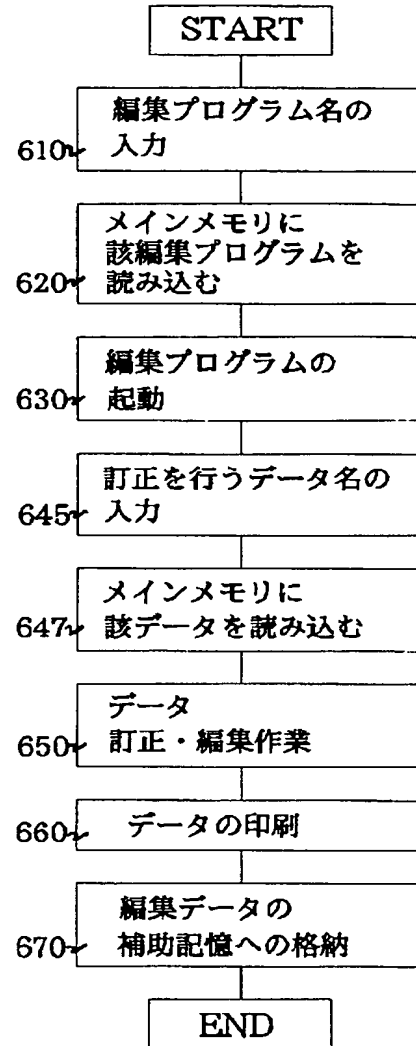 START
編集プログラム名の
610 入力
メインメモリに
該編集プログラムを
620 読み込む
編集プログラムの
630 起動
訂正を行うデータ名の
645 入力
メインメモリに
647 該データを読み込む
データ
650 訂正・編集作業
660 データの印刷
編集データの
670 補助記憶への格納
END